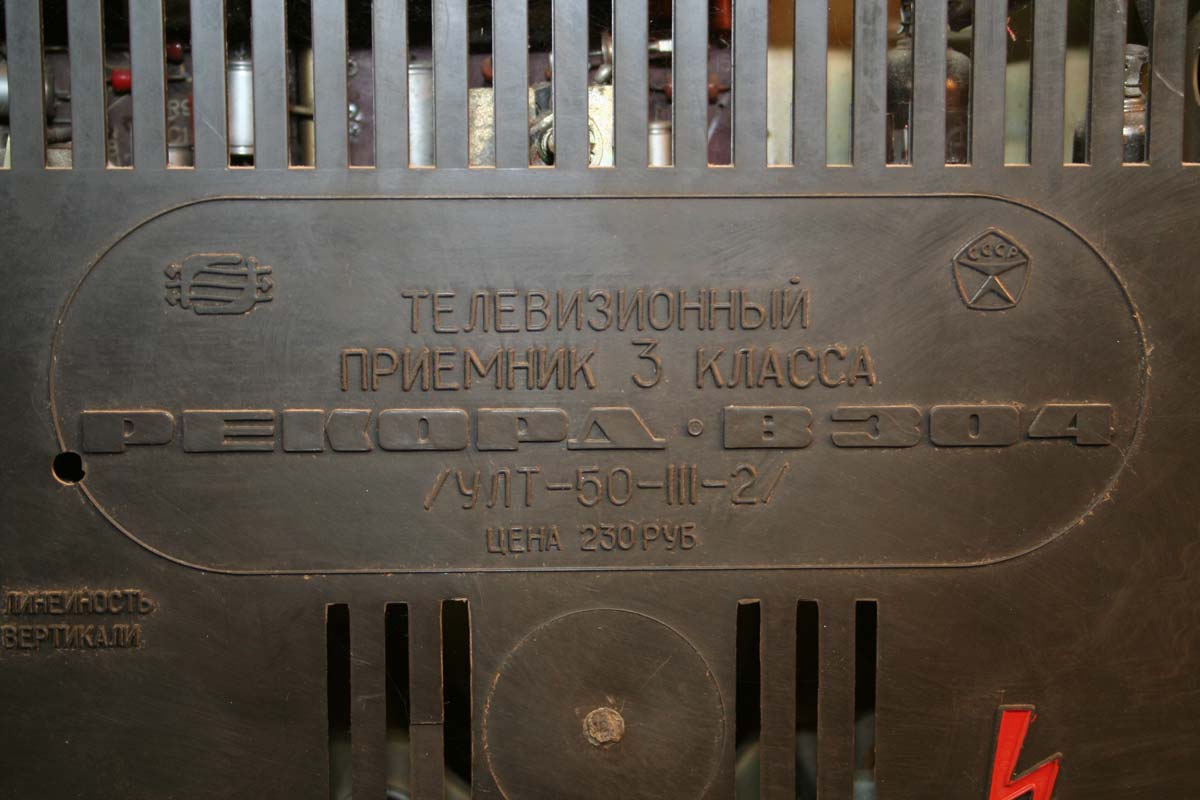 СССР
ТЕЛЕВИЗИОННЫЙ
ПРИЕМНИК 3 КЛАССА
РЕКОРД • В304
/УЛТ-50-III-2/
ЦЕНА 230 РУБ
ЛИНЕЙНОСТЬ
ВЕРТИКАЛИ